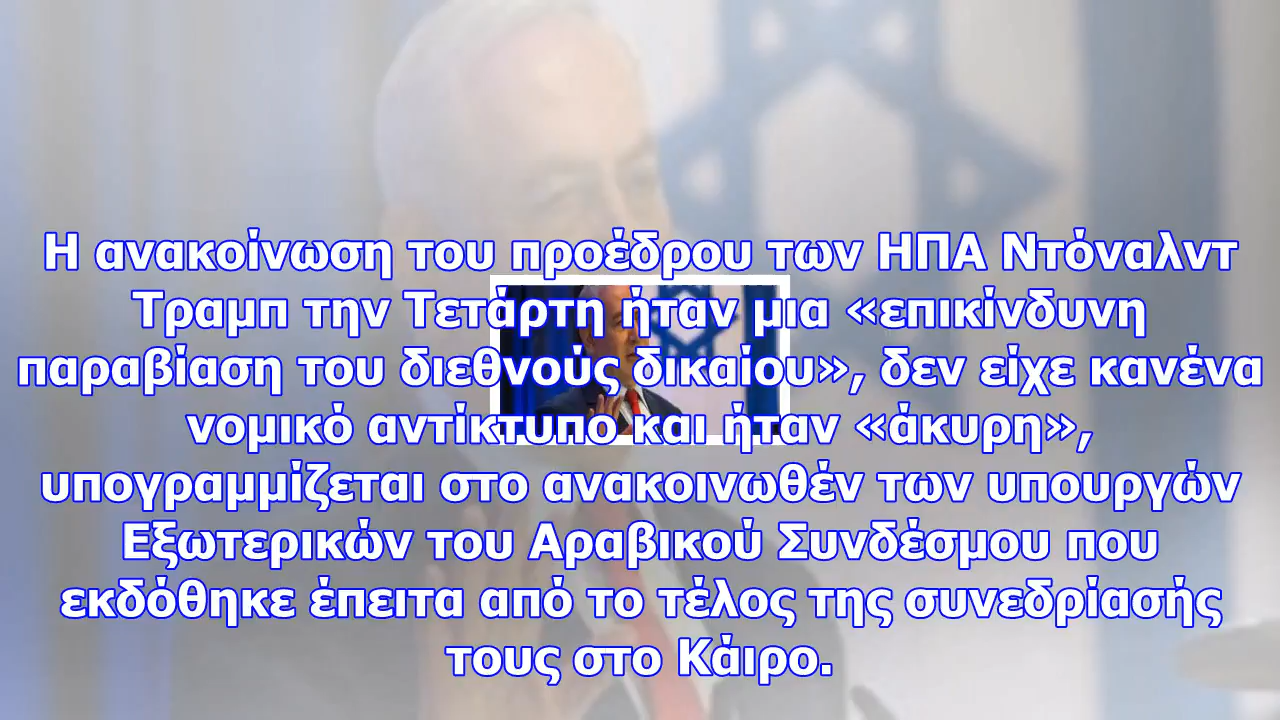 Η ανακοίνωση του προέδρου των ΗΠΑ Ντόναλντ
Τραμπ την Τετάρτη ήταν μια «επικίνδυνη
παραβίαση του διεθνούς δικαίου», δεν είχε κανένα
νομικό αντίκτυπο και ήταν «άκυρη»,
υπογραμμίζεται στο ανακοινωθέν των υπουργών
Εξωτερικών του Αραβικού Συνδέσμου που
εκδόθηκε έπειτα από το τέλος της συνεδρίασής
τους στο Κάιρο.